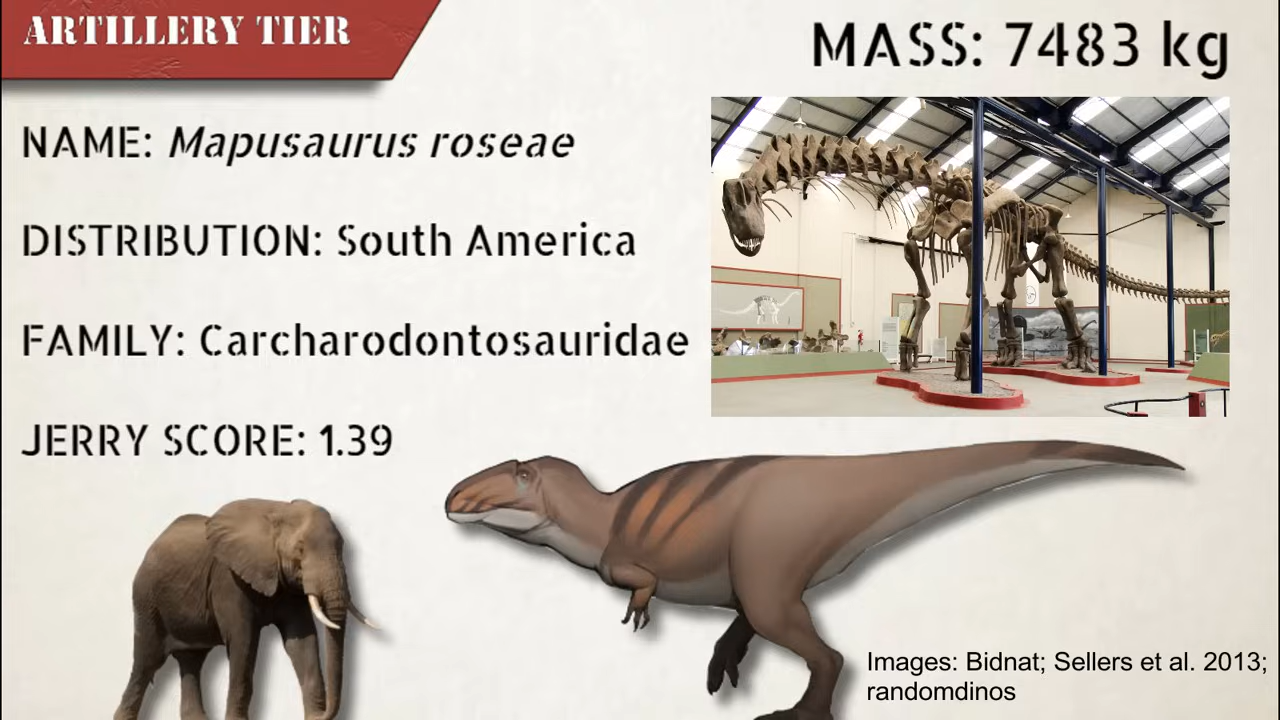 ARTILLERY TIER
MASS: 7483 kg
NAME: Mapusaurus roseae
DISTRIBUTION: South America
FAMILY: Carcharodontosauridae
JERRY SCORE: 1.39
Images: Bidnat; Sellers et al. 2013;
randomdinos